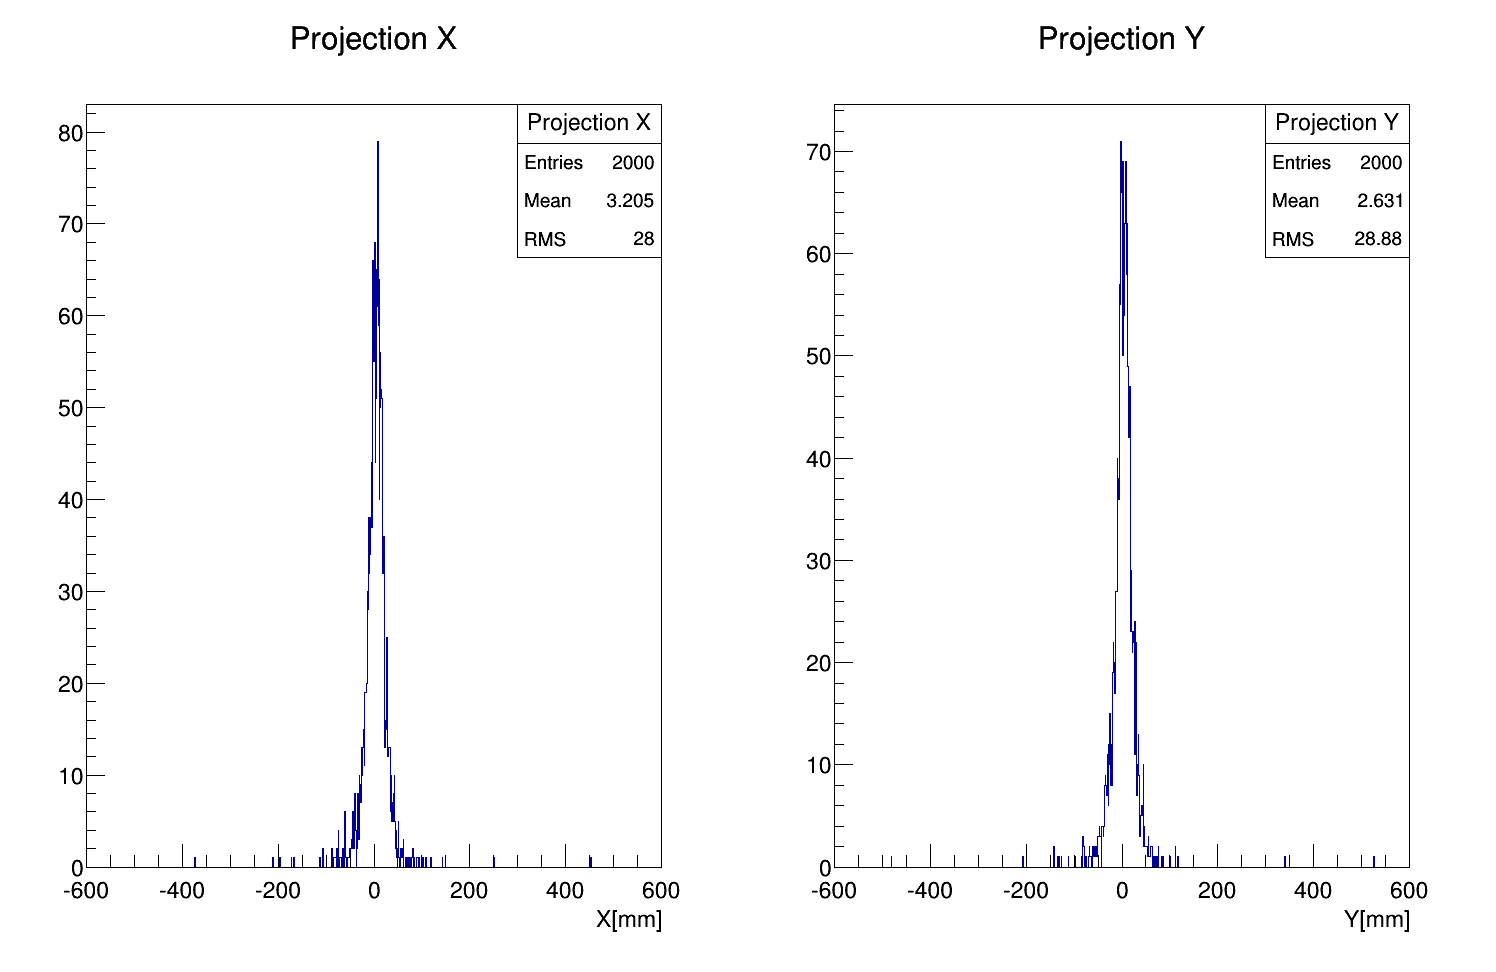 Projection X
Projection X
Entries 2000
Mean 3.205
RMS 28
80
70
60
50
40
30
20
10
0
-600 -400 -200 0 200 400 600
X[mm]
Projection Y
Projection Y
Entries 2000
Mean 2.631
RMS 28.88
70
60
50
40
30
20
10
0
-600 -400 -200 0 200 400 600
Y[mm]